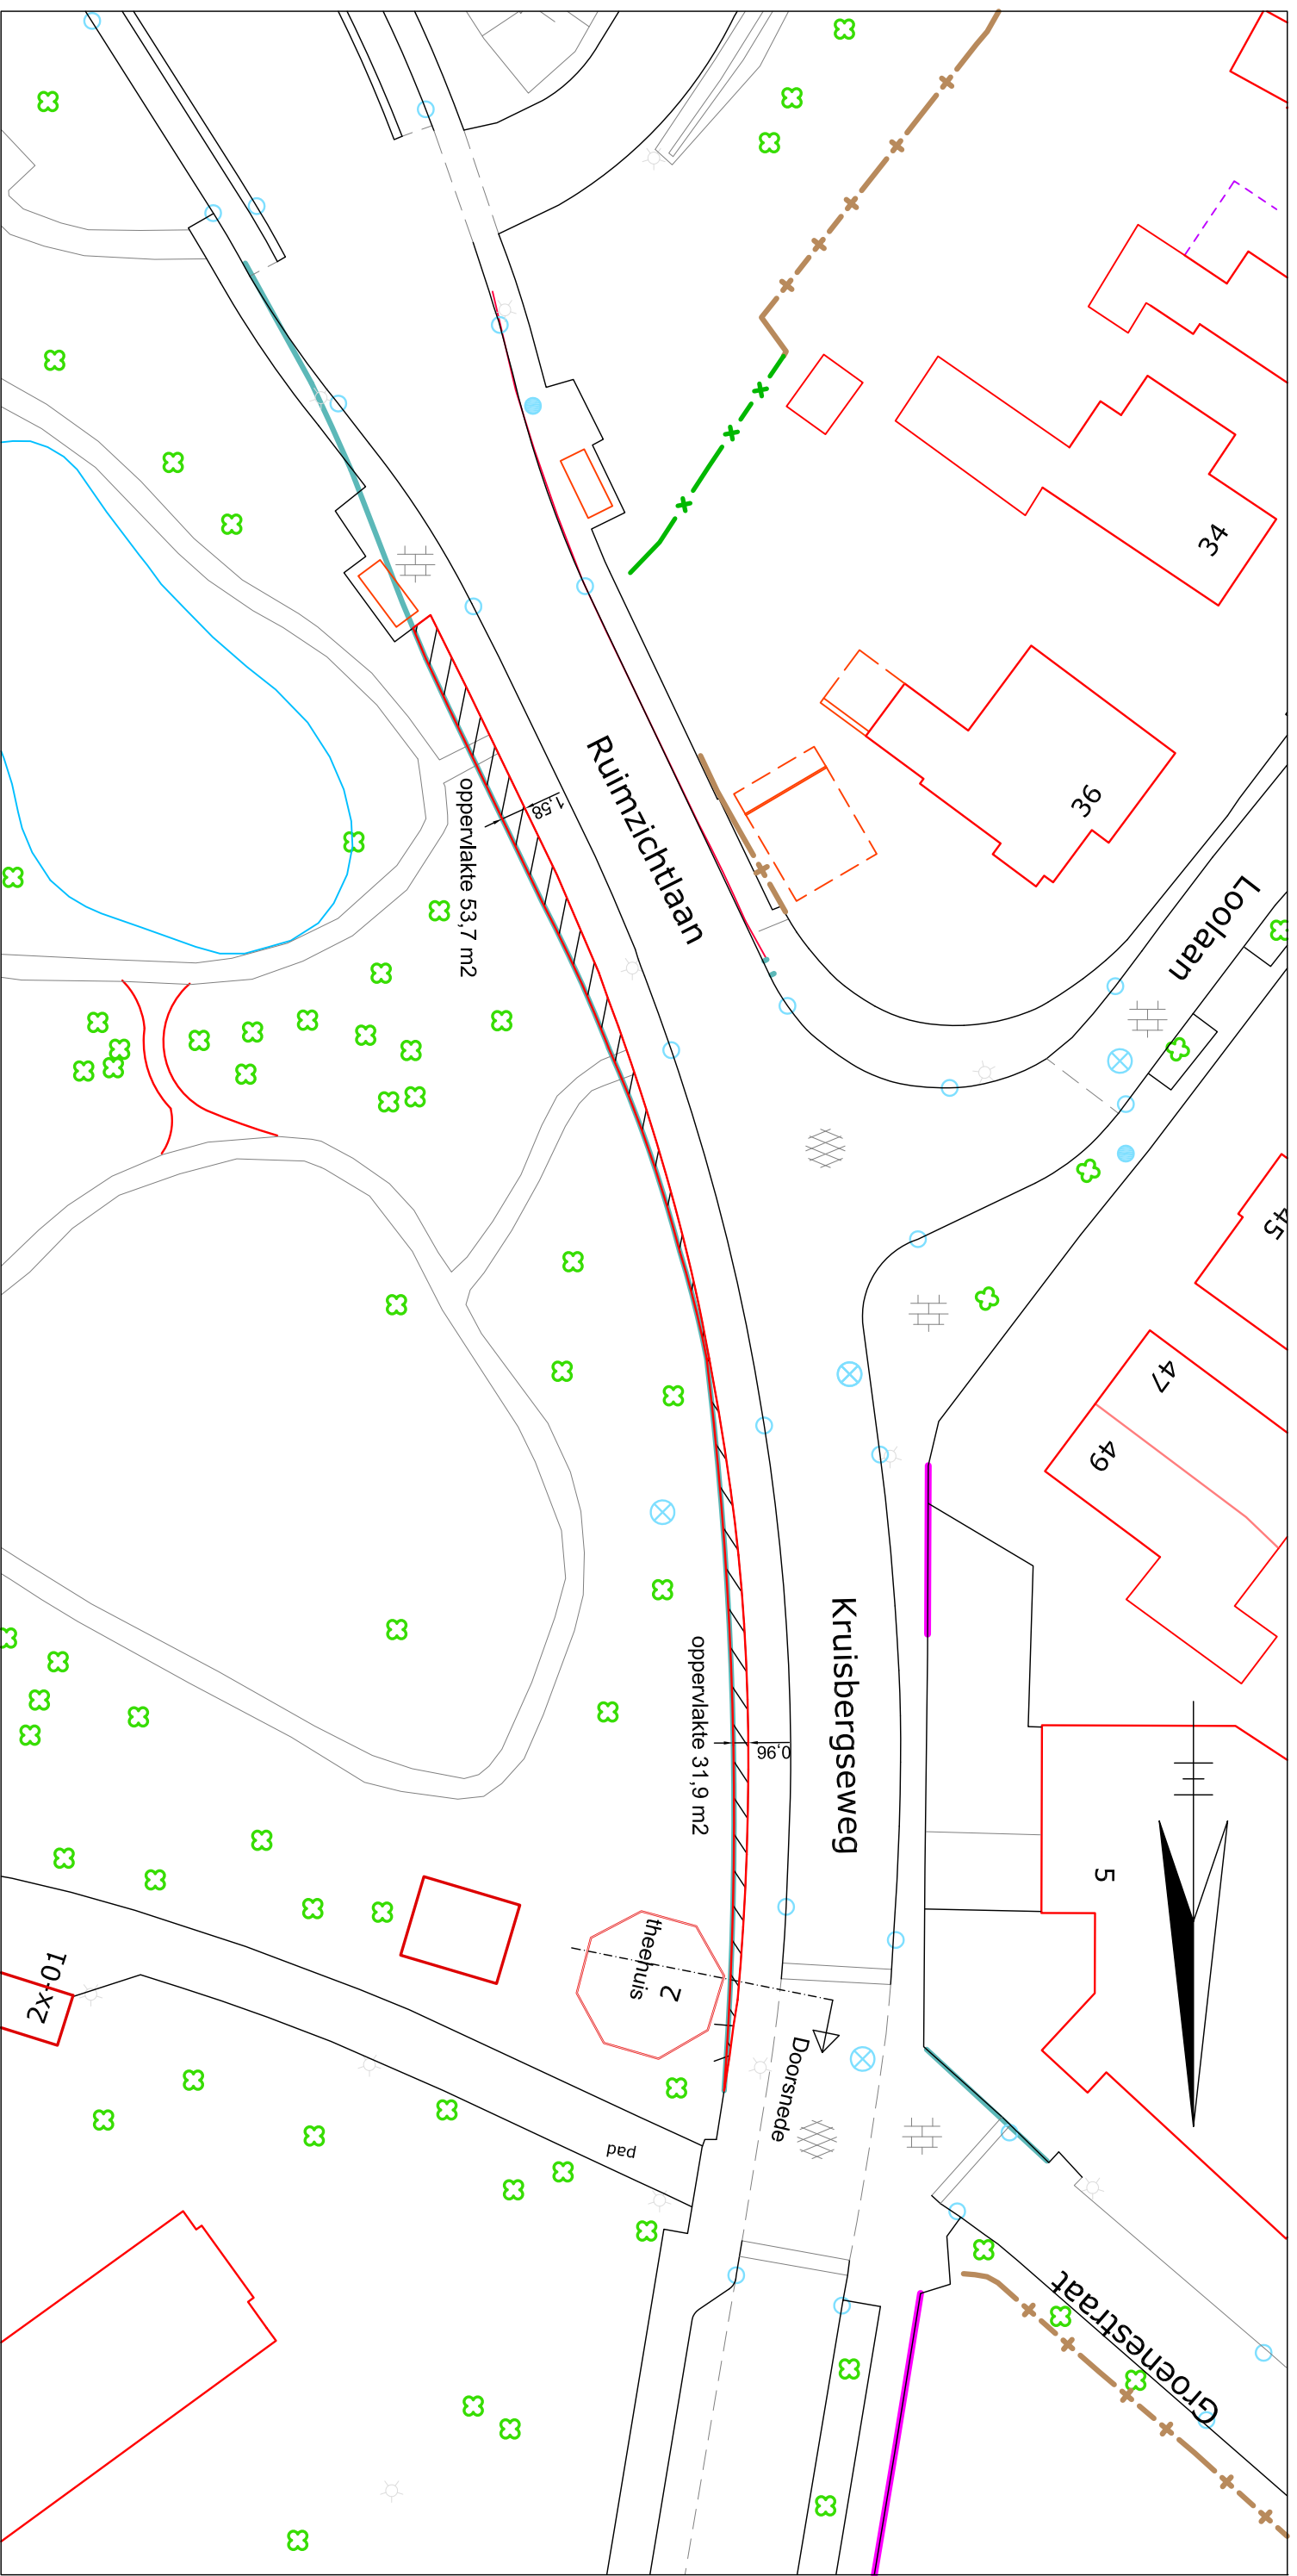 34
36
Ruimzichtlaan
1,58
oppervlakte 53,7 m2
Loolaan
45
47
49
Kruisbergseweg
oppervlakte 31,9 m2
0,96
5
theehuis
2
2x-01
Doorsnede
pad
Groenestraat